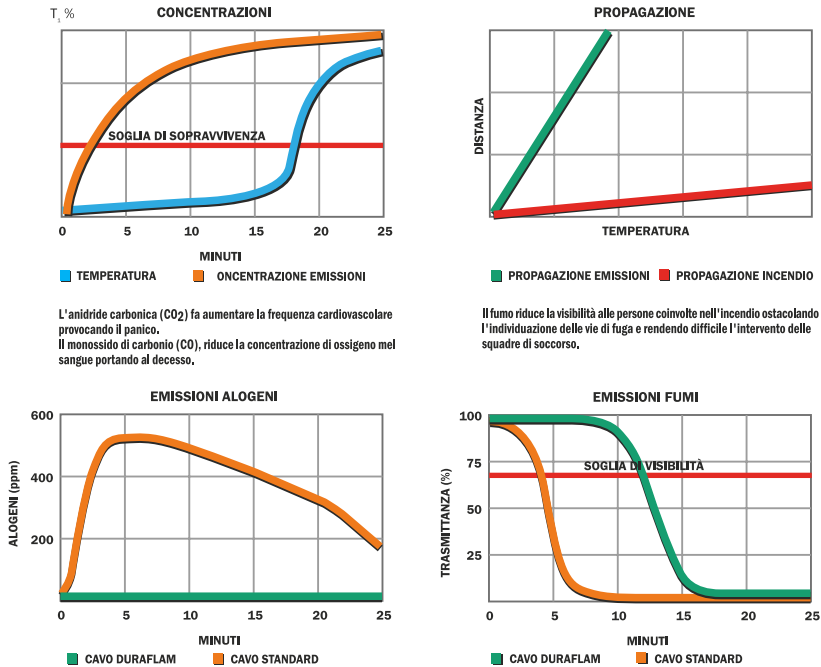 CONCENTRAZIONI
T, %
SOGLIA DI SOPRAVVIVENZA
0 5 10 15 20 25
MINUTI
TEMPERATURA ONCENTRAZIONE EMISSIONI
PROPAGAZIONE
DISTANZA
TEMPERATURA
PROPAGAZIONE EMISSIONI PROPAGAZIONE INCENDIO
L'anidride carbonica (CO2) fa aumentare la frequenza cardiovascolare
provocando il panico.
Il monossido di carbonio (CO), riduce la concentrazione di ossigeno mel
sangue portando al decesso.
Il fumo riduce la visibilità alle persone coinvolte nell'incendio ostacolando
l'individuazione delle vie di fuga e rendendo difficile l'intervento delle
squadre di soccorso.
EMISSIONI ALOGENI
ALOGENI (ppm)
600
400
200
0 5 10 15 20 25
MINUTI
CAVO DURAFLAM CAVO STANDARD
EMISSIONI FUMI
TRASMITTANZA (%)
100
75
50
25
SOGLIA DI VISIBILITÀ
0 5 10 15 20 25
MINUTI
CAVO DURAFLAM CAVO STANDARD